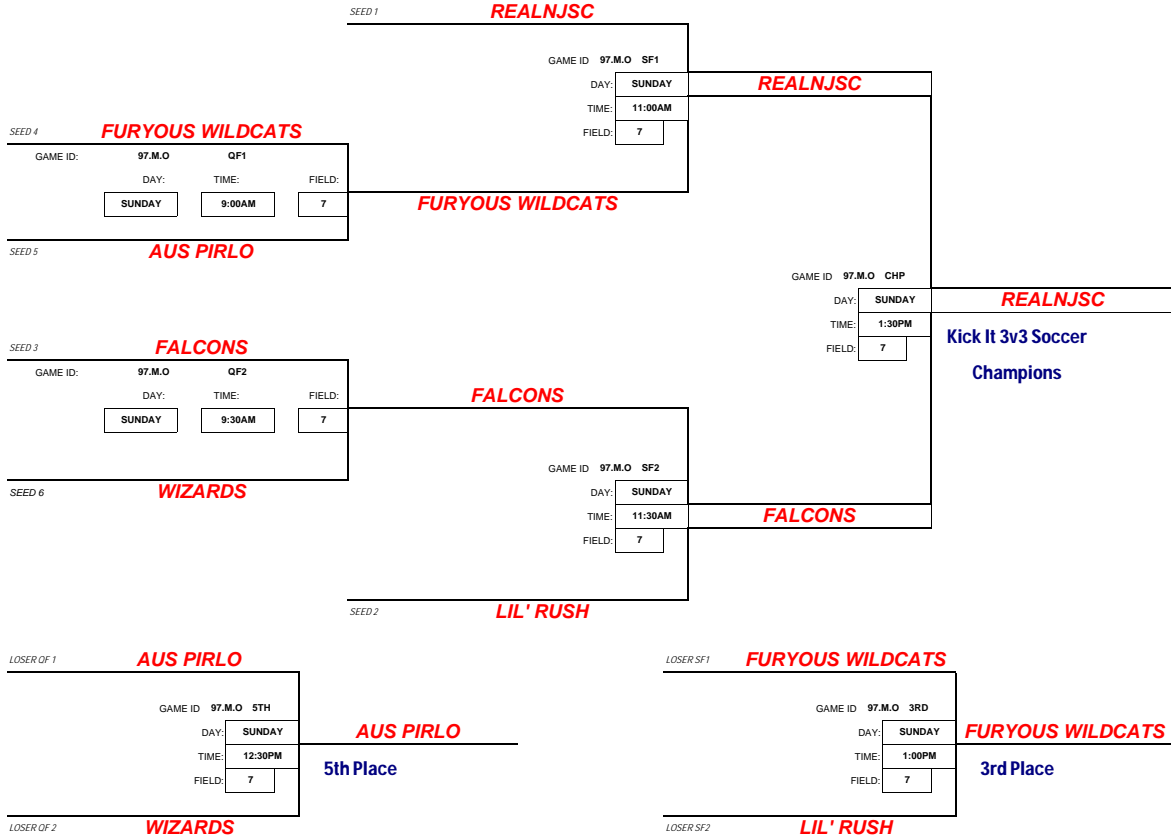 SEED 1 REALNJSC
GAME ID 97.M.O SF1
DAY: SUNDAY
TIME: 11:00AM
FIELD: 7
REALNJSC
SEED 4 FURYOUS WILDCATS
GAME ID: 97.M.O QF1
DAY: TIME: FIELD:
SUNDAY 9:00AM 7
FURYOUS WILDCATS
SEED 5 AUS PIRLO
GAME ID 97.M.O CHP
DAY: SUNDAY
TIME: 1:30PM
FIELD: 7
REALNJSC
Kick It 3v3 Soccer
Champions
SEED 3 FALCONS
GAME ID: 97.M.O QF2
DAY: TIME: FIELD:
SUNDAY 9:30AM 7
FALCONS
SEED 6 WIZARDS
GAME ID 97.M.O SF2
DAY: SUNDAY
TIME: 11:30AM
FIELD: 7
FALCONS
SEED 2 LIL' RUSH
LOSER QF 1 AUS PIRLO
GAME ID 97.M.O 5TH
DAY: SUNDAY
TIME: 12:30PM
FIELD: 7
AUS PIRLO
5th Place
LOSER QF 2 WIZARDS
LOSER SF1 FURYOUS WILDCATS
GAME ID 97.M.O 3RD
DAY: SUNDAY
TIME: 1:00PM
FIELD: 7
FURYOUS WILDCATS
3rd Place
LOSER SF2 LIL' RUSH